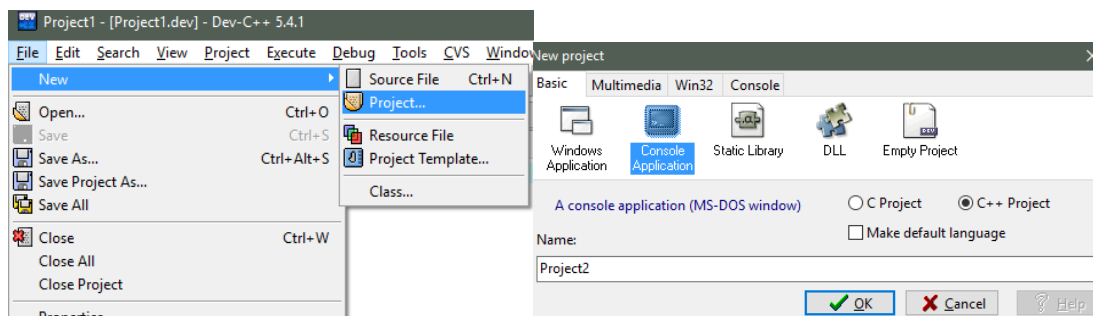 Project1 - [Project1.dev] - Dev-C++ 5.4.1
File Edit Search View Project Execute Debug Tools CVS Window
New
Open... Ctrl+O
Save Ctrl+S
Save As... Ctrl+Alt+S
Save Project As...
Save All
Close Ctrl+W
Close All
Close Project
Properties
Source File Ctrl+N
Project...
Resource File
Project Template...
Class...
New project
Basic Multimedia Win32 Console
Windows Application
Console Application
Static Library
DLL
Empty Project
A console application (MS-DOS window)
C Project C++ Project
Make default language
Name:
Project2
OK Cancel Help